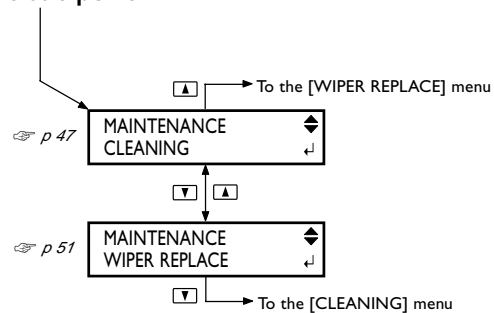 To the [WIPER REPLACE] menu
☞ p 47
MAINTENANCE
CLEANING
☞ p 51
MAINTENANCE
WIPER REPLACE
To the [CLEANING] menu